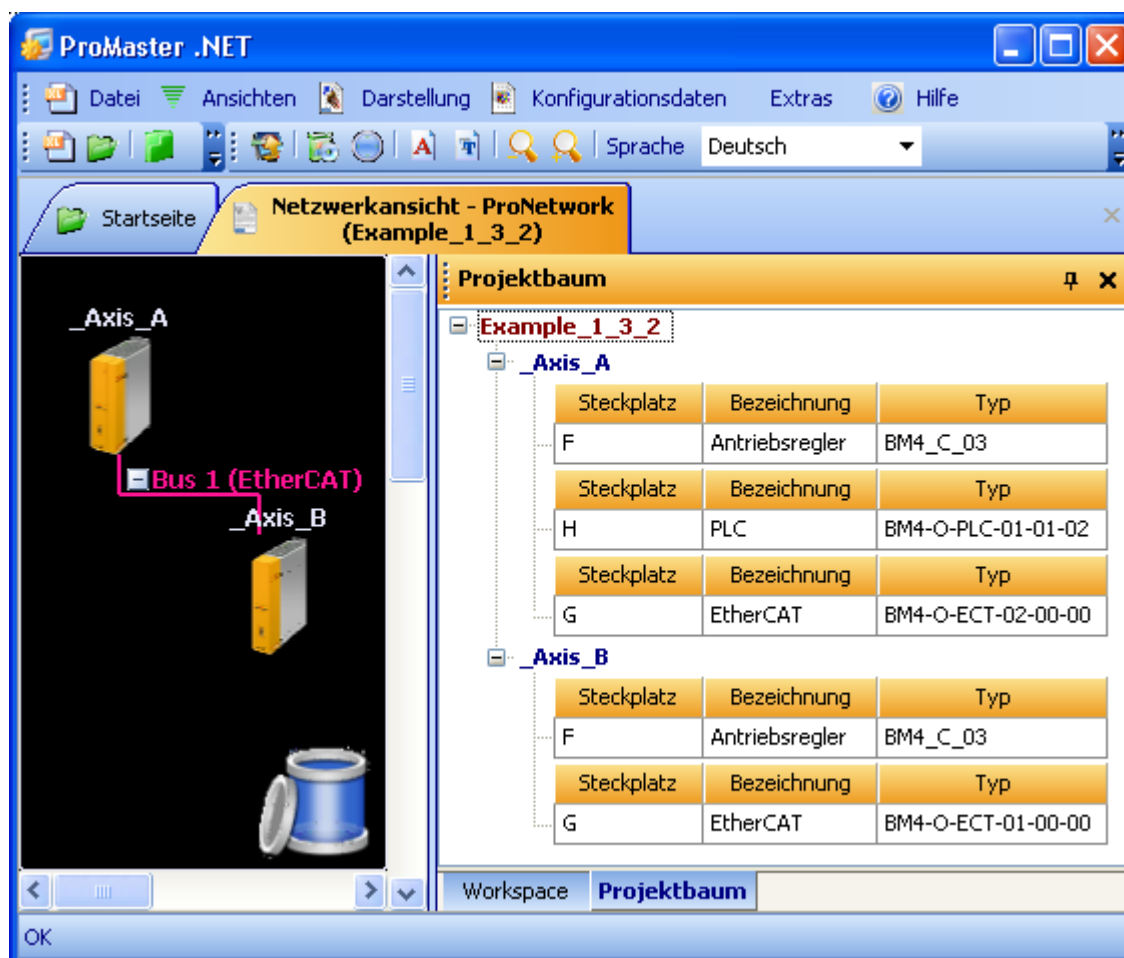 ProMaster .NET
Datei Ansichten Darstellung Konfigurationsdaten Extras Hilfe
Sprache Deutsch
Startseite
Netzwerkansicht - ProNetwork
(Example_1_3_2)
_Axis_A
Bus 1 (EtherCAT)
_Axis_B
Projektbaum
Example_1_3_2
_Axis_A
Steckplatz Bezeichnung Typ
F Antriebsregler BM4_C_03
Steckplatz Bezeichnung Typ
H PLC BM4-O-PLC-01-01-02
Steckplatz Bezeichnung Typ
G EtherCAT BM4-O-ECT-02-00-00
_Axis_B
Steckplatz Bezeichnung Typ
F Antriebsregler BM4_C_03
Steckplatz Bezeichnung Typ
G EtherCAT BM4-O-ECT-01-00-00
Workspace Projektbaum
OK